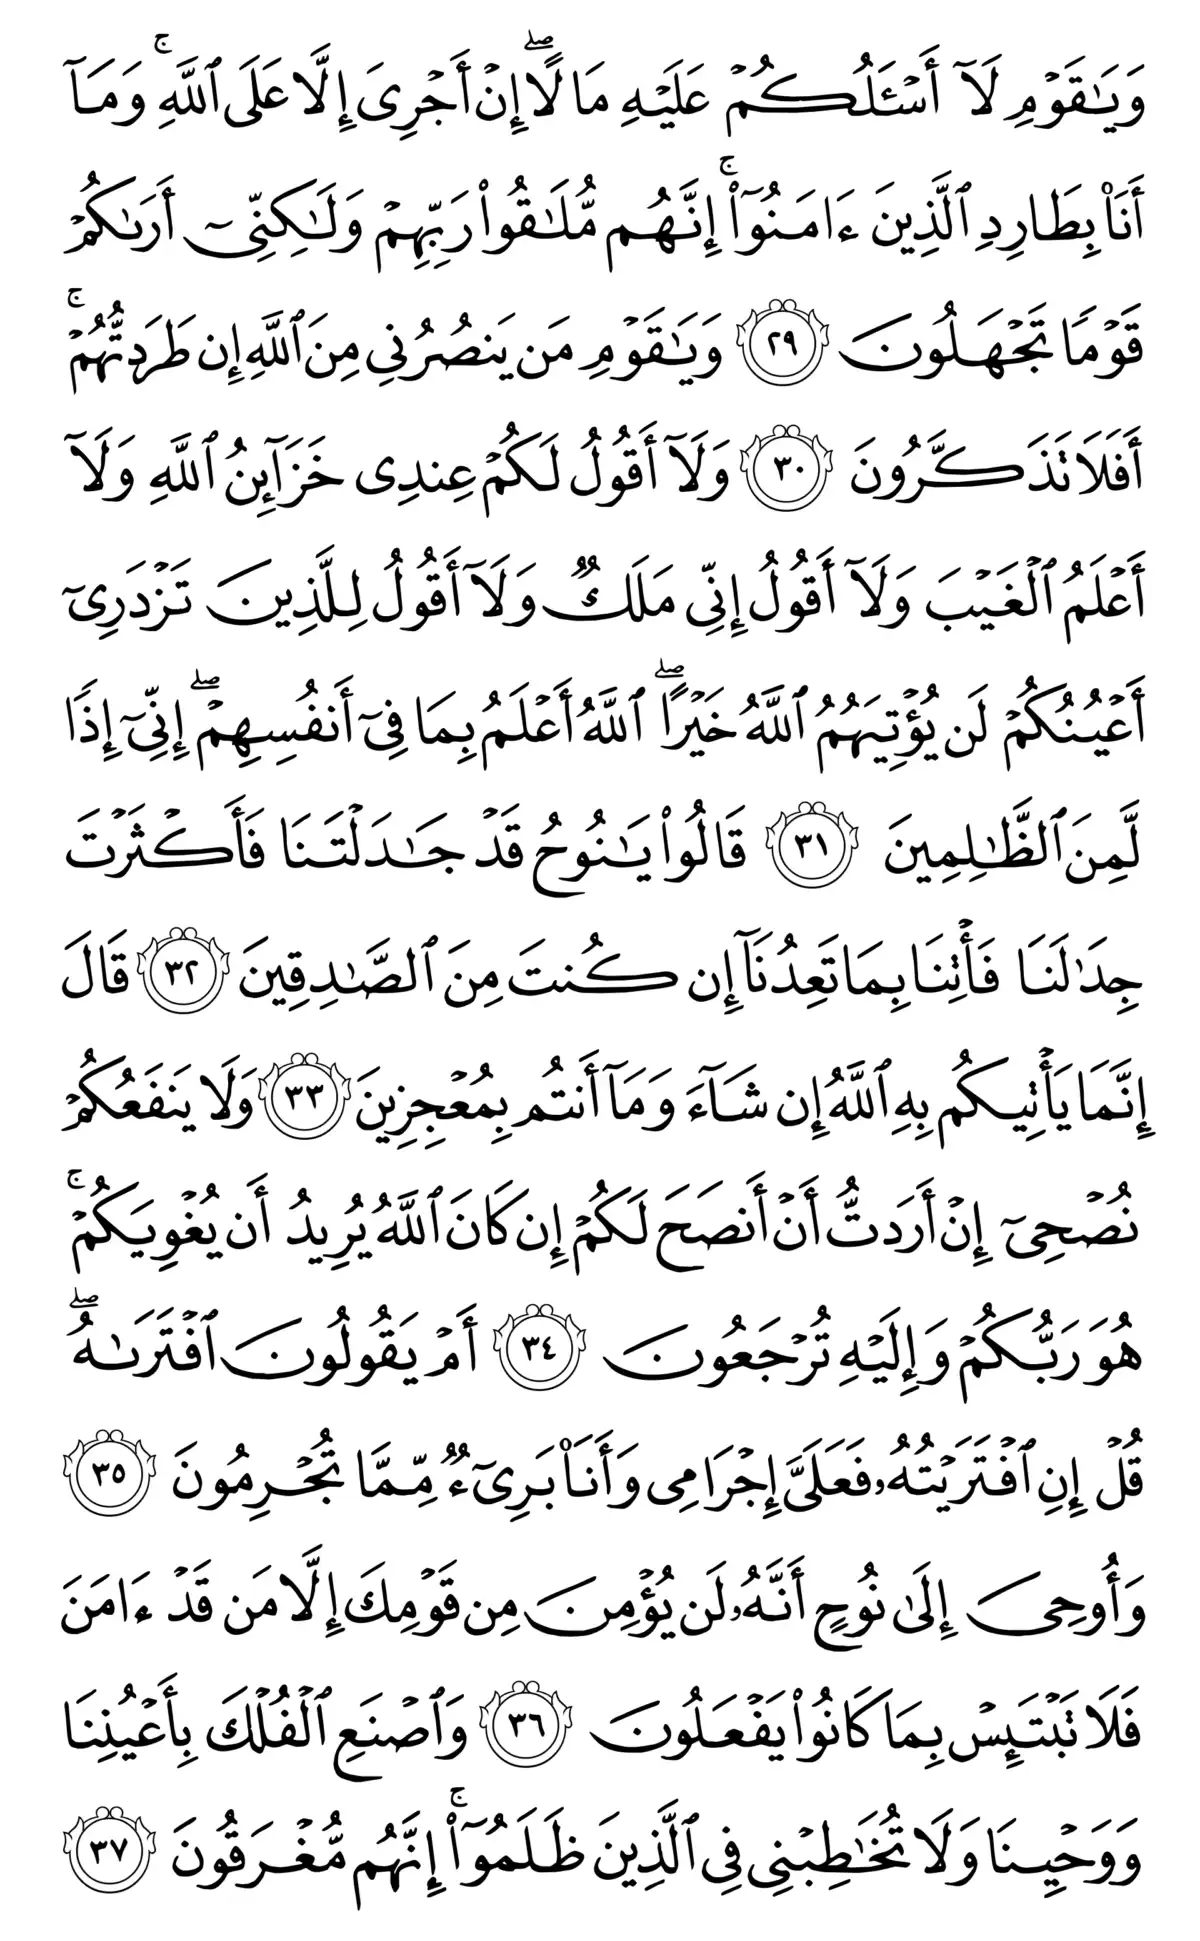 وَيَٰقَوْمِ لَآ أَسْـَٔلُكُمْ عَلَيْهِ مَالًا ۖ إِنْ أَجْرِىَ إِلَّا عَلَى ٱللَّهِ ۚ وَمَآ
أَنَا۠ بِطَارِدِ ٱلَّذِينَ ءَامَنُوٓا۟ ۚ إِنَّهُم مُّلَٰقُوا۟ رَبِّهِمْ وَلَٰكِنِّىٓ أَرَىٰكُمْ
قَوْمًا تَجْهَلُونَ ٢٩ وَيَٰقَوْمِ مَن يَنصُرُنِى مِنَ ٱللَّهِ إِن طَرَدتُّهُمْ ۚ
أَفَلَا تَذَكَّرُونَ ٣٠ وَلَآ أَقُولُ لَكُمْ عِندِى خَزَآئِنُ ٱللَّهِ وَلَآ
أَعْلَمُ ٱلْغَيْبَ وَلَآ أَقُولُ إِنِّى مَلَكٌ وَلَآ أَقُولُ لِلَّذِينَ تَزْدَرِىٓ
أَعْيُنُكُمْ لَن يُؤْتِيَهُمُ ٱللَّهُ خَيْرًا ۖ ٱللَّهُ أَعْلَمُ بِمَا فِىٓ أَنفُسِهِمْ ۖ إِنِّىٓ إِذًا
لَّمِنَ ٱلظَّٰلِمِينَ ٣١ قَالُوا۟ يَٰنُوحُ قَدْ جَٰدَلْتَنَا فَأَكْثَرْتَ
جِدَٰلَنَا فَأْتِنَا بِمَا تَعِدُنَآ إِن كُنتَ مِنَ ٱلصَّٰدِقِينَ ٣٢ قَالَ
إِنَّمَا يَأْتِيكُم بِهِ ٱللَّهُ إِن شَآءَ وَمَآ أَنتُم بِمُعْجِزِينَ ٣٣ وَلَا يَنفَعُكُمْ
نُصْحِىٓ إِنْ أَرَدتُّ أَنْ أَنصَحَ لَكُمْ إِن كَانَ ٱللَّهُ يُرِيدُ أَن يُغْوِيَكُمْ ۚ
هُوَ رَبُّكُمْ وَإِلَيْهِ تُرْجَعُونَ ٣٤ أَمْ يَقُولُونَ ٱفْتَرَىٰهُ ۖ
قُلْ إِنِ ٱفْتَرَيْتُهُۥ فَعَلَىَّ إِجْرَامِى وَأَنَا۠ بَرِىٓءٌ مِّمَّا تُجْرِمُونَ ٣٥
وَأُوحِىَ إِلَىٰ نُوحٍ أَنَّهُۥ لَن يُؤْمِنَ مِن قَوْمِكَ إِلَّا مَن قَدْ ءَامَنَ
فَلَا تَبْتَئِسْ بِمَا كَانُوا۟ يَفْعَلُونَ ٣٦ وَٱصْنَعِ ٱلْفُلْكَ بِأَعْيُنِنَا
وَوَحْيِنَا وَلَا تُخَٰطِبْنِى فِى ٱلَّذِينَ ظَلَمُوٓا۟ ۚ إِنَّهُم مُّغْرَقُونَ ٣٧